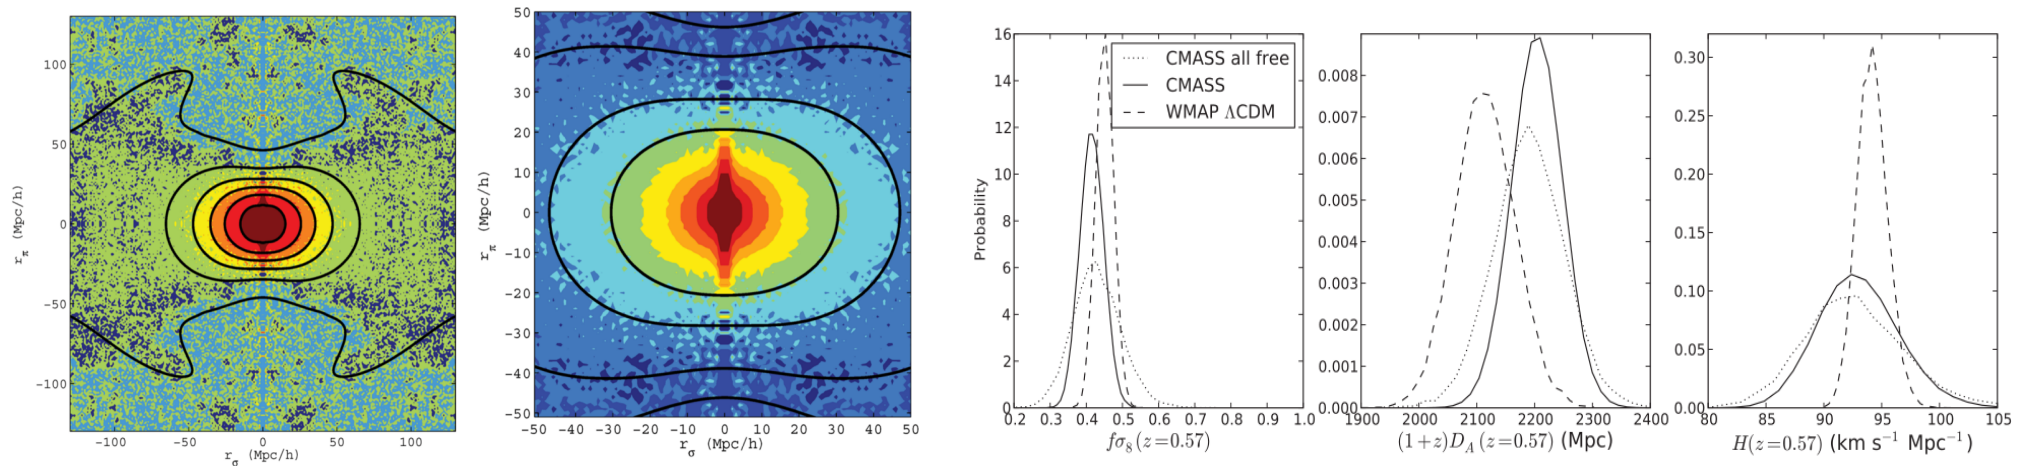 100
50
0
−50
−100
r_π (Mpc/h)
−100 −50 0 50 100
r_σ (Mpc/h)
50
40
30
20
10
0
−10
−20
−30
−40
−50
r_π (Mpc/h)
−50 −40 −30 −20 −10 0 10 20 30 40 50
r_σ (Mpc/h)
16
14
12
10
8
6
4
2
0
Probability
CMASS all free
CMASS
WMAP ΛCDM
0.2 0.3 0.4 0.5 0.6 0.7 0.8 0.9 1.0
fσ₈(z=0.57)
0.008
0.007
0.006
0.005
0.004
0.003
0.002
0.001
0.000
1900 2000 2100 2200 2300 2400
(1+z)D_A(z=0.57) (Mpc)
0.30
0.25
0.20
0.15
0.10
0.05
0.00
80 85 90 95 100 105
H(z=0.57) (km s⁻¹ Mpc⁻¹)